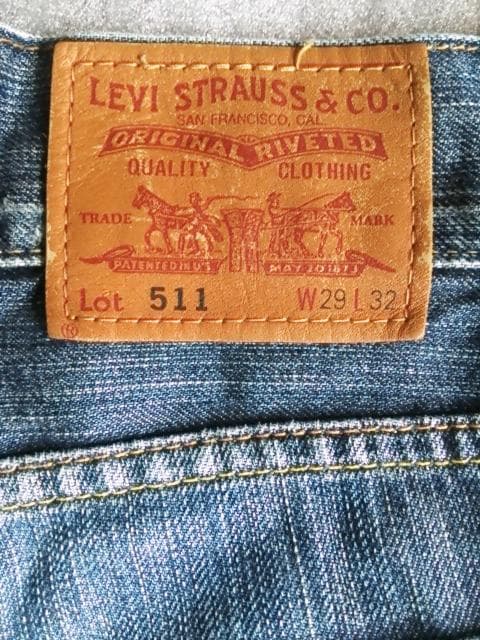 LEVI STRAUSS & CO.
SAN FRANCISCO, CAL.
ORIGINAL RIVETED
QUALITY CLOTHING
TRADE MARK
PATENTED IN U S MAY 20 1873
Lot 511 W29 L32
®